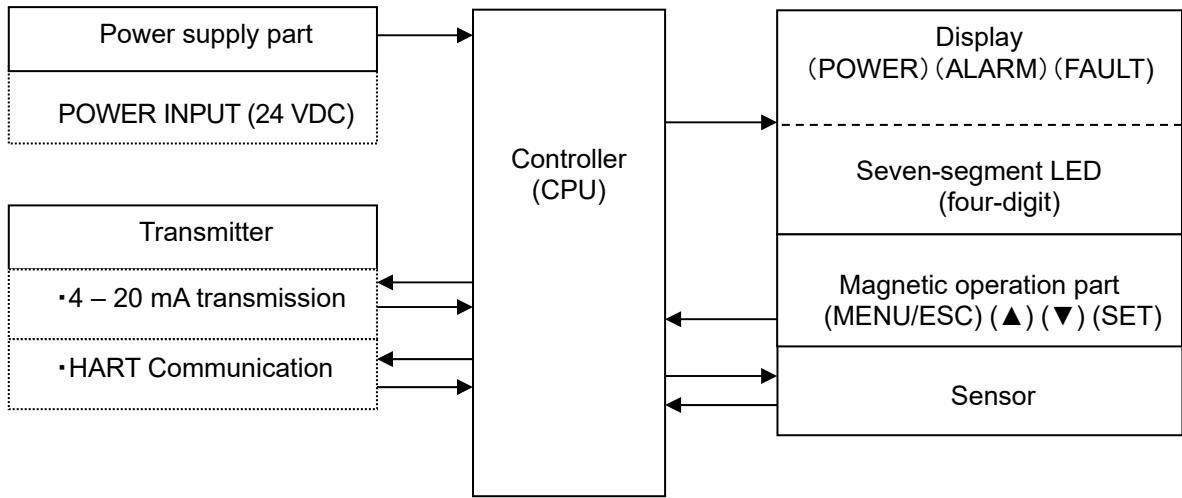 Power supply part
POWER INPUT (24 VDC)
Transmitter
・4 – 20 mA transmission
・HART Communication
Controller
(CPU)
Display
（POWER）（ALARM）（FAULT）
Seven-segment LED
(four-digit)
Magnetic operation part
(MENU/ESC) (▲) (▼) (SET)
Sensor